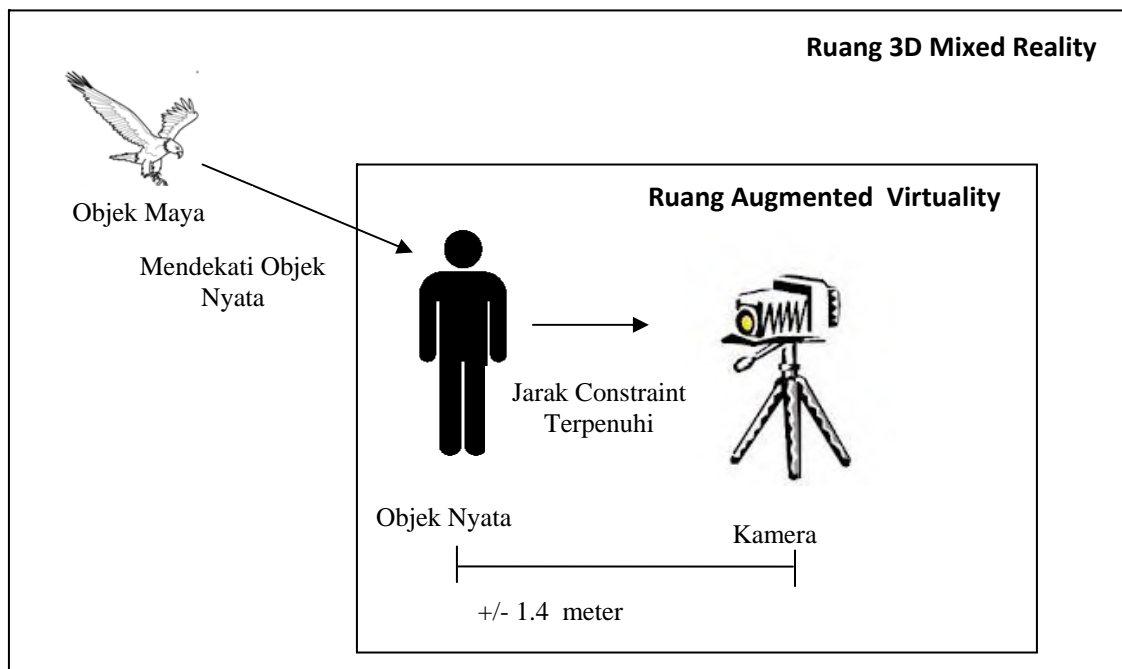 Ruang 3D Mixed Reality
Objek Maya
Mendekati Objek
Nyata
Ruang Augmented Virtuality
Jarak Constraint
Terpenuhi
Objek Nyata
Kamera
+/- 1.4 meter